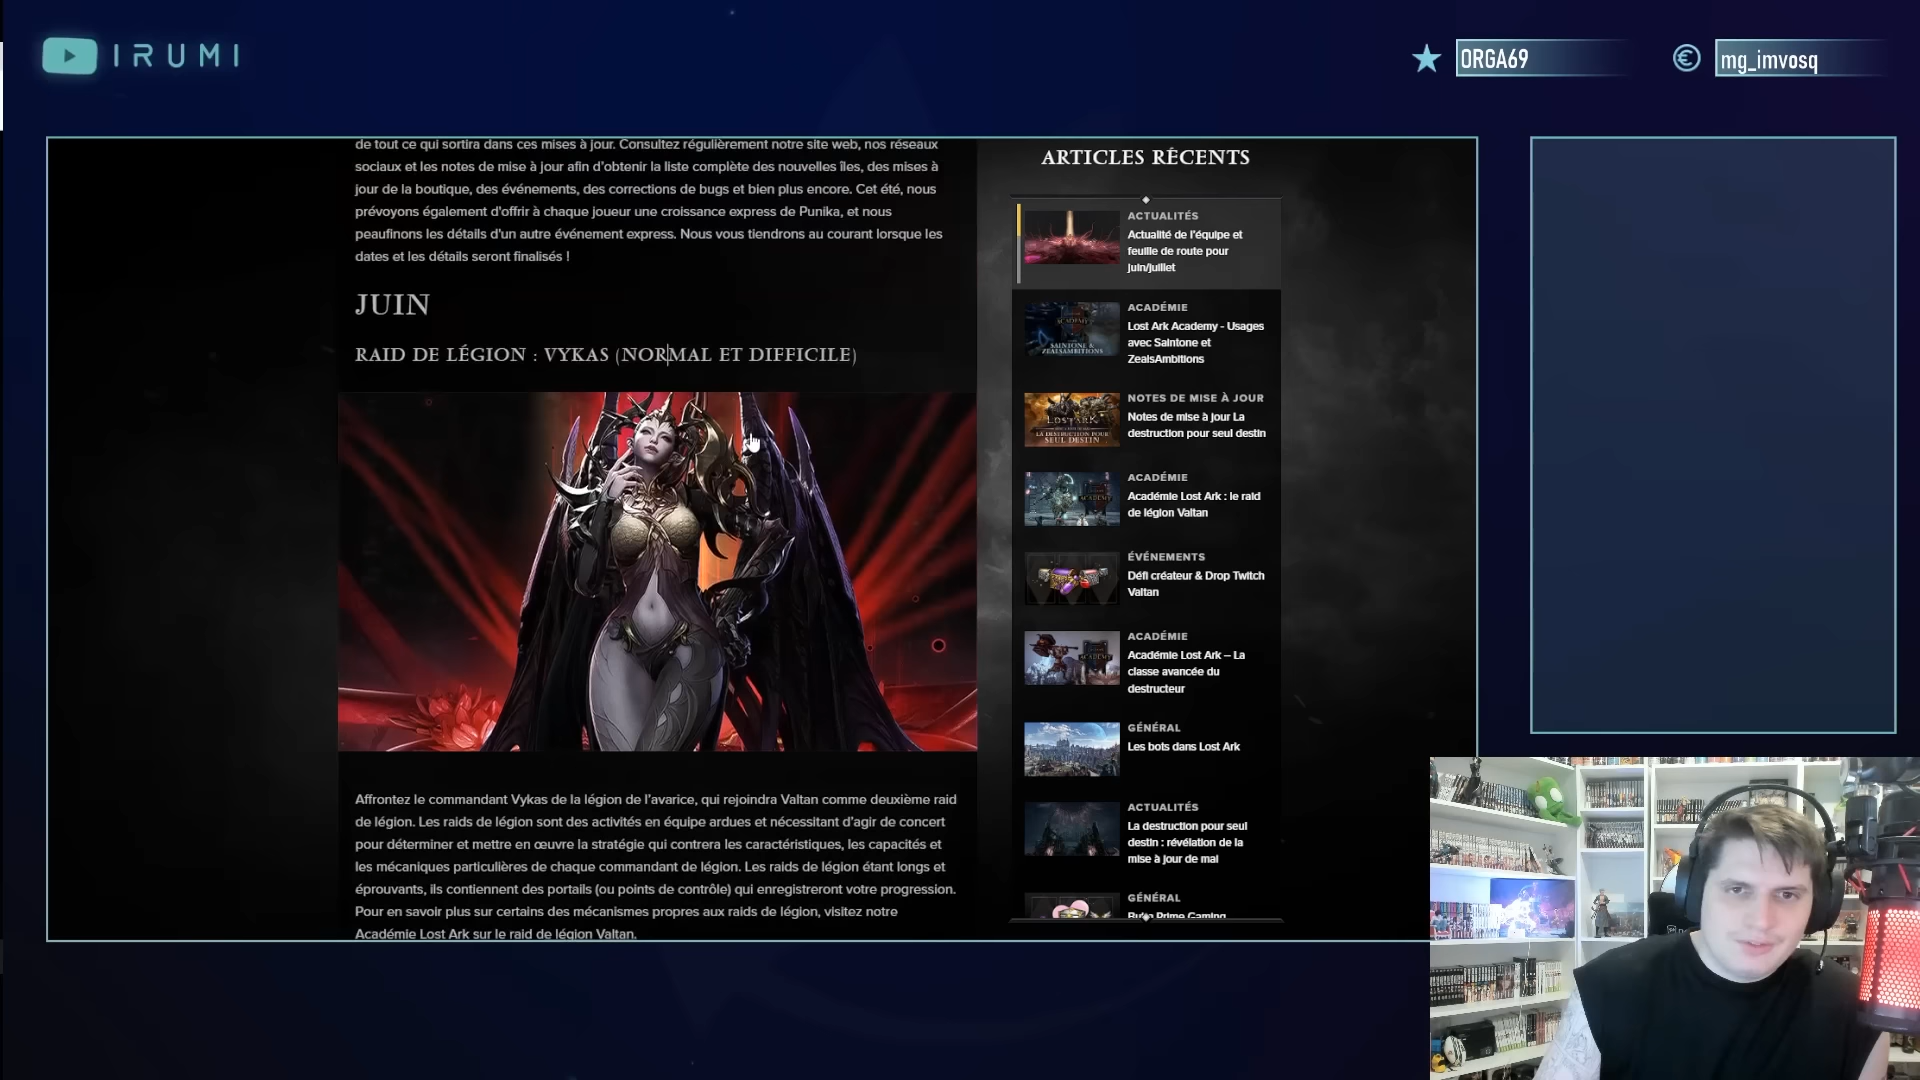 IRUMI
ORGA69
mg_imvosq
de tout ce qui sortira dans ces mises à jour. Consultez régulièrement notre site web, nos réseaux
sociaux et les notes de mise à jour afin d'obtenir la liste complète des nouvelles îles, des mises à
jour de la boutique, des événements, des corrections de bugs et bien plus encore. Cet été, nous
prévoyons également d'offrir à chaque joueur une croissance express de Punika, et nous
peaufinons les détails d'un autre événement express. Nous vous tiendrons au courant lorsque les
dates et les détails seront finalisés !
JUIN
RAID DE LÉGION : VYKAS (NORMAL ET DIFFICILE)
Affrontez le commandant Vykas de la légion de l'avarice, qui rejoindra Valtan comme deuxième raid
de légion. Les raids de légion sont des activités en équipe ardues et nécessitant d'agir de concert
pour déterminer et mettre en œuvre la stratégie qui contrera les caractéristiques, les capacités et
les mécaniques particulières de chaque commandant de légion. Les raids de légion étant longs et
éprouvants, ils contiennent des portails (ou points de contrôle) qui enregistreront votre progression.
Pour en savoir plus sur certains des mécanismes propres aux raids de légion, visitez notre
Académie Lost Ark sur le raid de légion Valtan.
ARTICLES RÉCENTS
ACTUALITÉS
Actualité de l'équipe et
feuille de route pour
juin/juillet
ACADÉMIE
Lost Ark Academy - Usages
avec Saintone et
ZealsAmbitions
NOTES DE MISE À JOUR
Notes de mise à jour La
destruction pour seul destin
ACADÉMIE
Académie Lost Ark : le raid
de légion Valtan
ÉVÉNEMENTS
Défi créateur & Drop Twitch
Valtan
ACADÉMIE
Académie Lost Ark – La
classe avancée du
destructeur
GÉNÉRAL
Les bots dans Lost Ark
ACTUALITÉS
La destruction pour seul
destin : révélation de la
mise à jour de mai
GÉNÉRAL
Prime Gaming